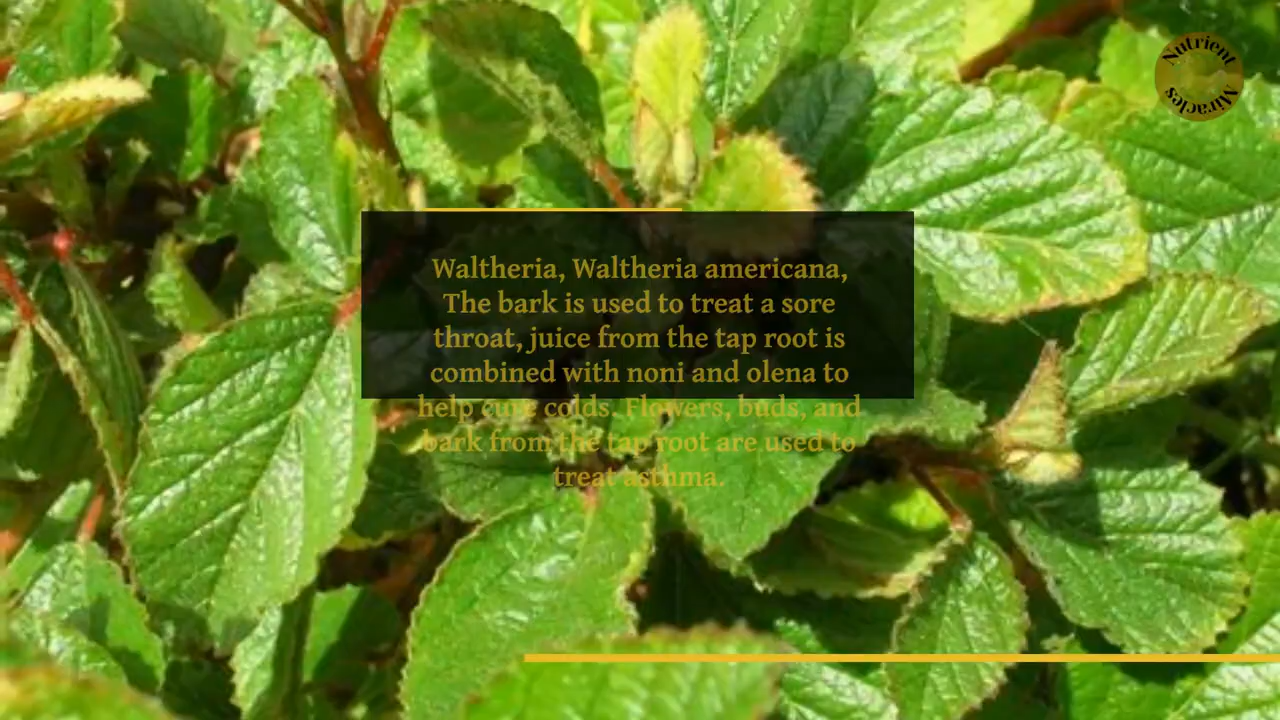 Nutrient
Miracles
Waltheria, Waltheria americana,
The bark is used to treat a sore
throat, juice from the tap root is
combined with noni and olena to
help cure colds. Flowers, buds, and
bark from the tap root are used to
treat asthma.